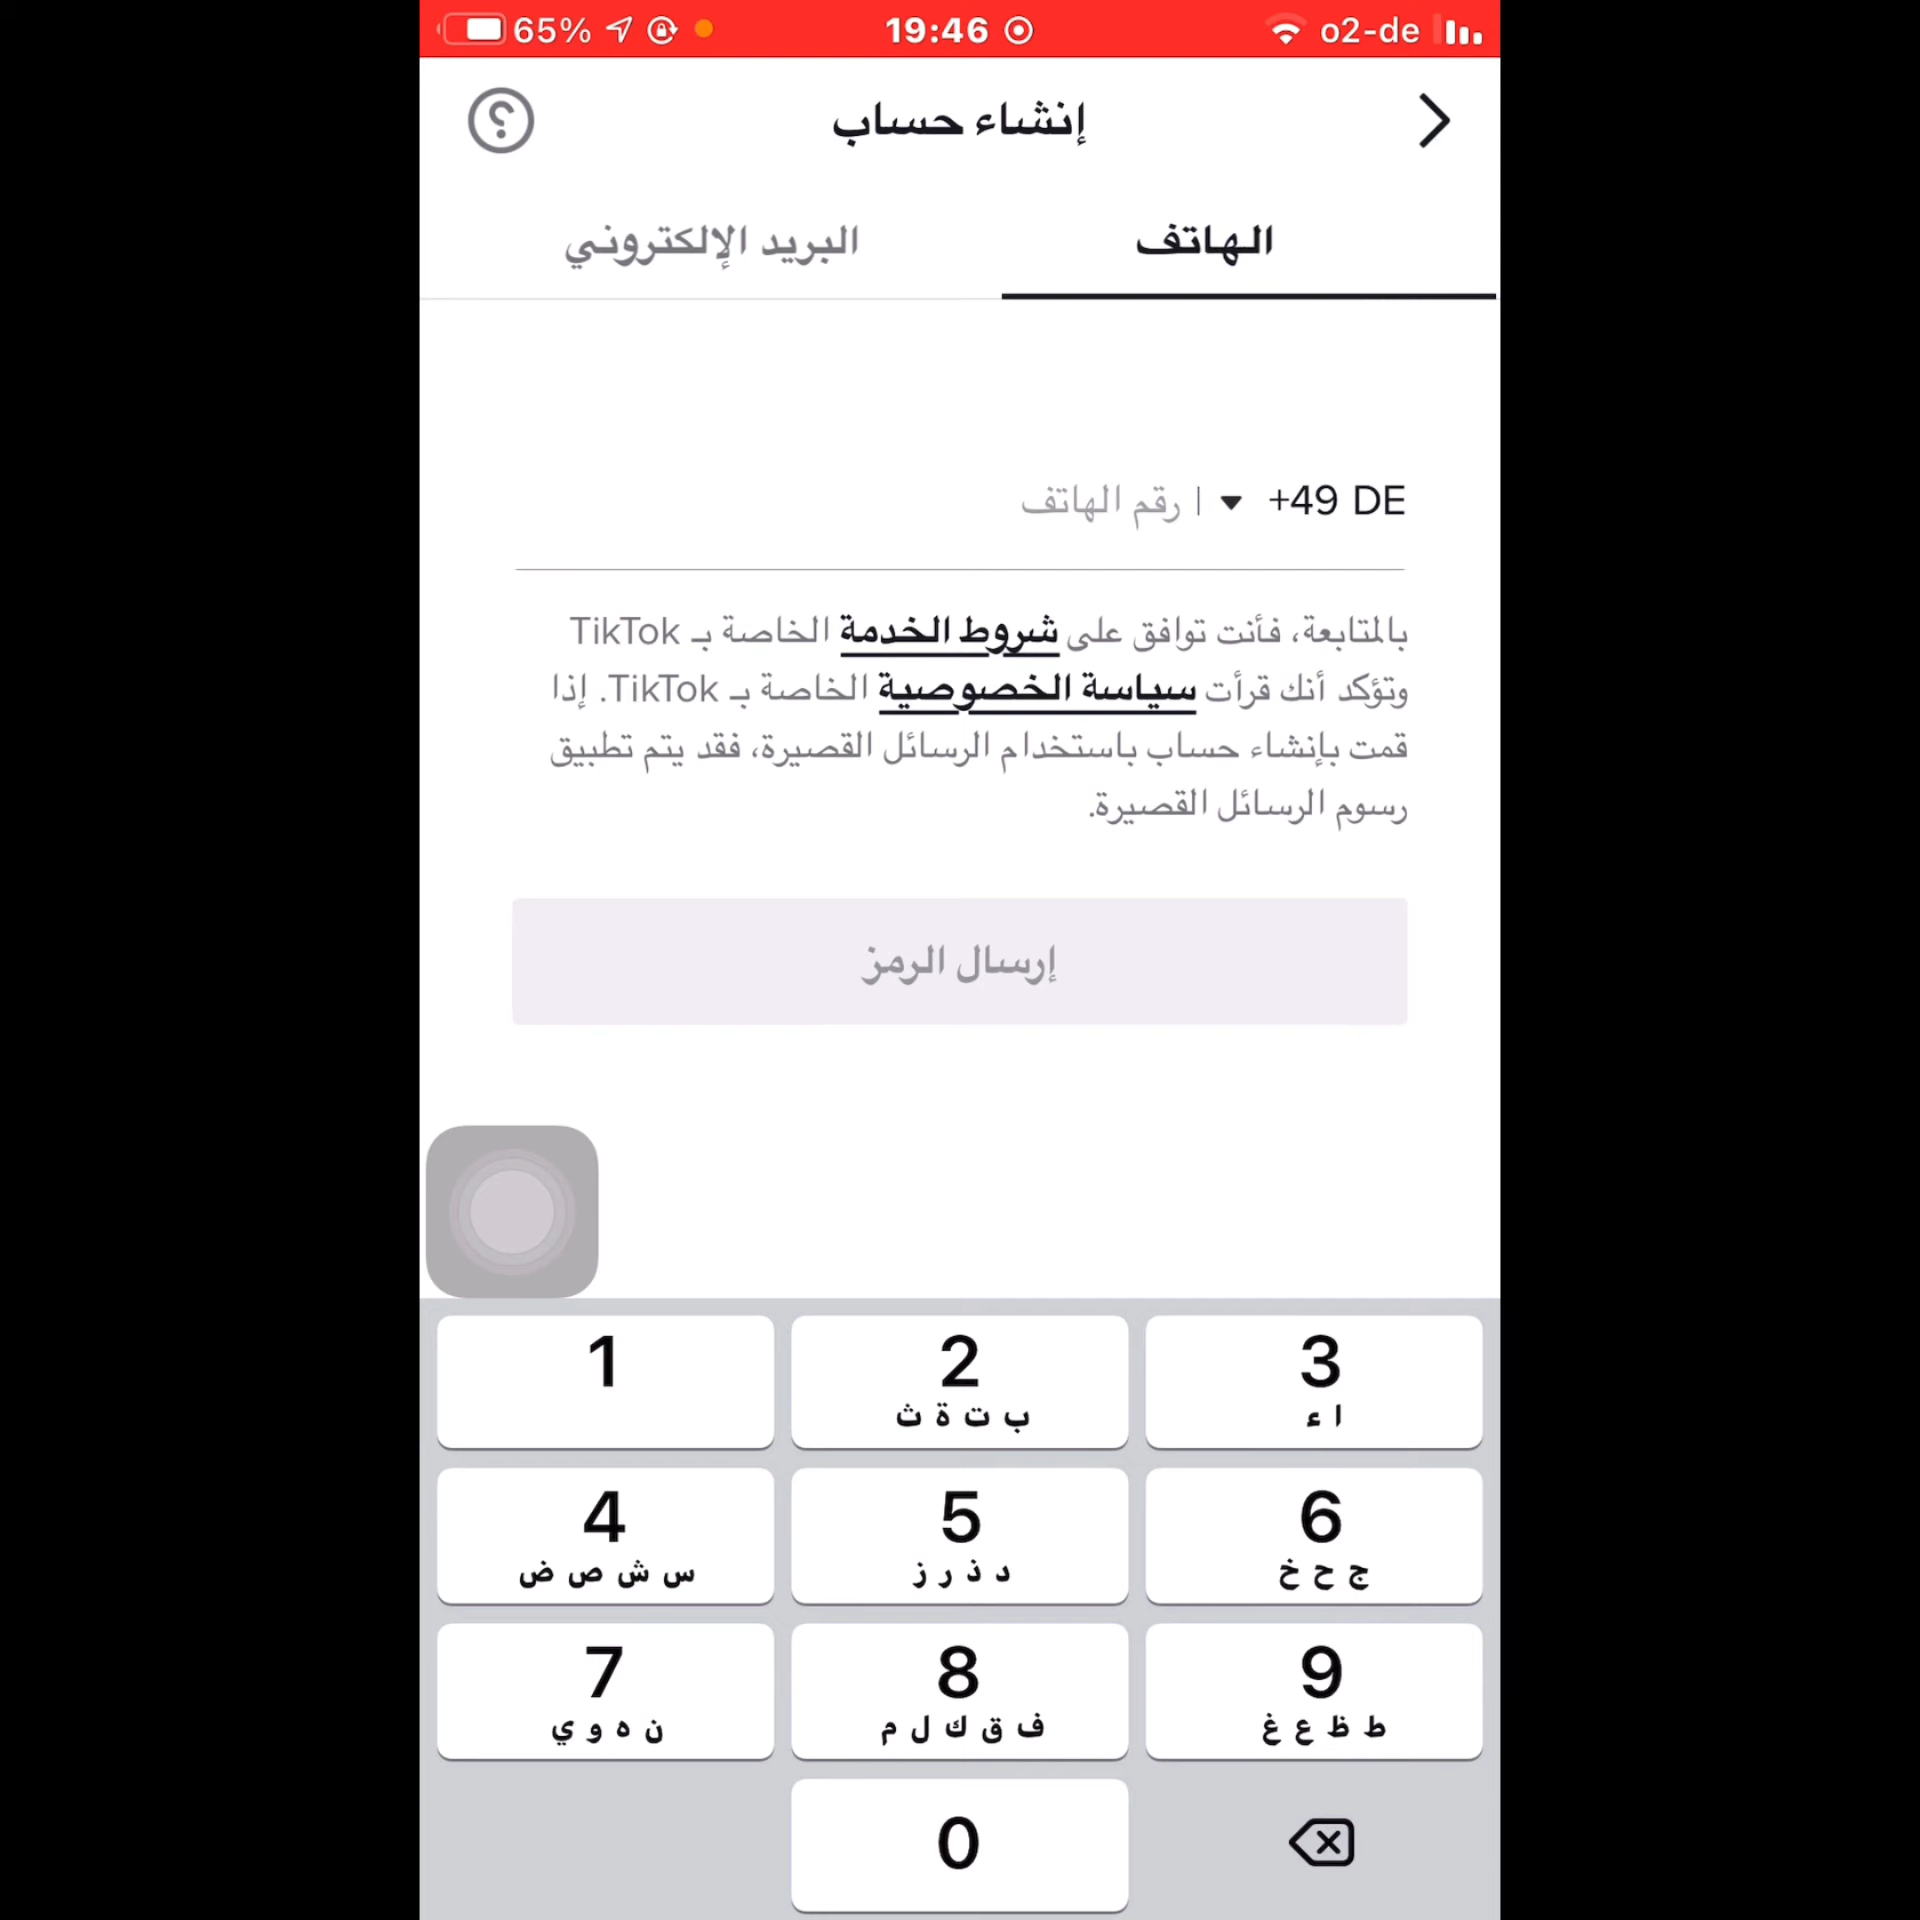 65% 19:46 o2-de
إنشاء حساب
الهاتف
البريد الإلكتروني
+49 DE | رقم الهاتف
بالمتابعة، فأنت توافق على شروط الخدمة الخاصة بـ TikTok
وتؤكد أنك قرأت سياسة الخصوصية الخاصة بـ TikTok. إذا
قمت بإنشاء حساب باستخدام الرسائل القصيرة، فقد يتم تطبيق
رسوم الرسائل القصيرة.
إرسال الرمز
1 2 3
ب ت ة ث
ا ء
4 5 6
س ش ص ض
د ذ ر ز
ج ح خ
7 8 9
ن ه و ي
ف ق ك ل م
ط ظ ع غ
0